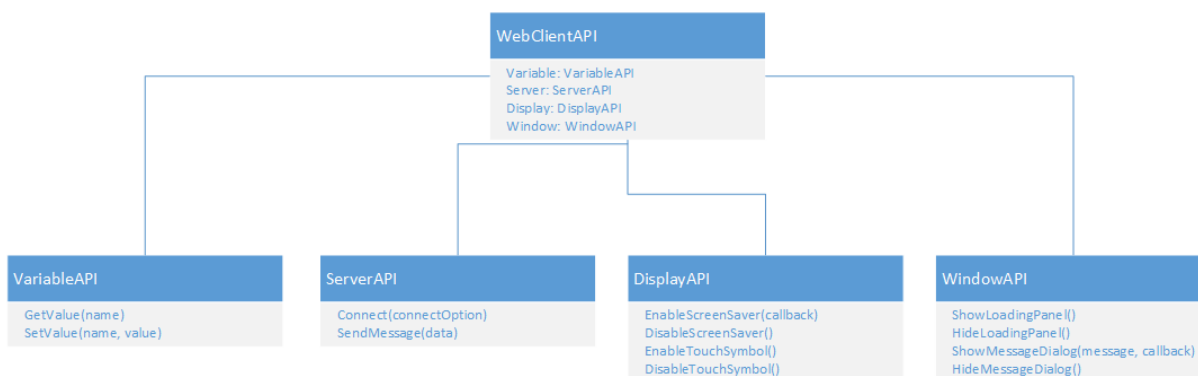 WebClientAPI
Variable: VariableAPI
Server: ServerAPI
Display: DisplayAPI
Window: WindowAPI
VariableAPI
GetValue(name)
SetValue(name, value)
ServerAPI
Connect(connectOption)
SendMessage(data)
DisplayAPI
EnableScreenSaver(callback)
DisableScreenSaver()
EnableTouchSymbol()
DisableTouchSymbol()
WindowAPI
ShowLoadingPanel()
HideLoadingPanel()
ShowMessageDialog(message, callback)
HideMessageDialog()